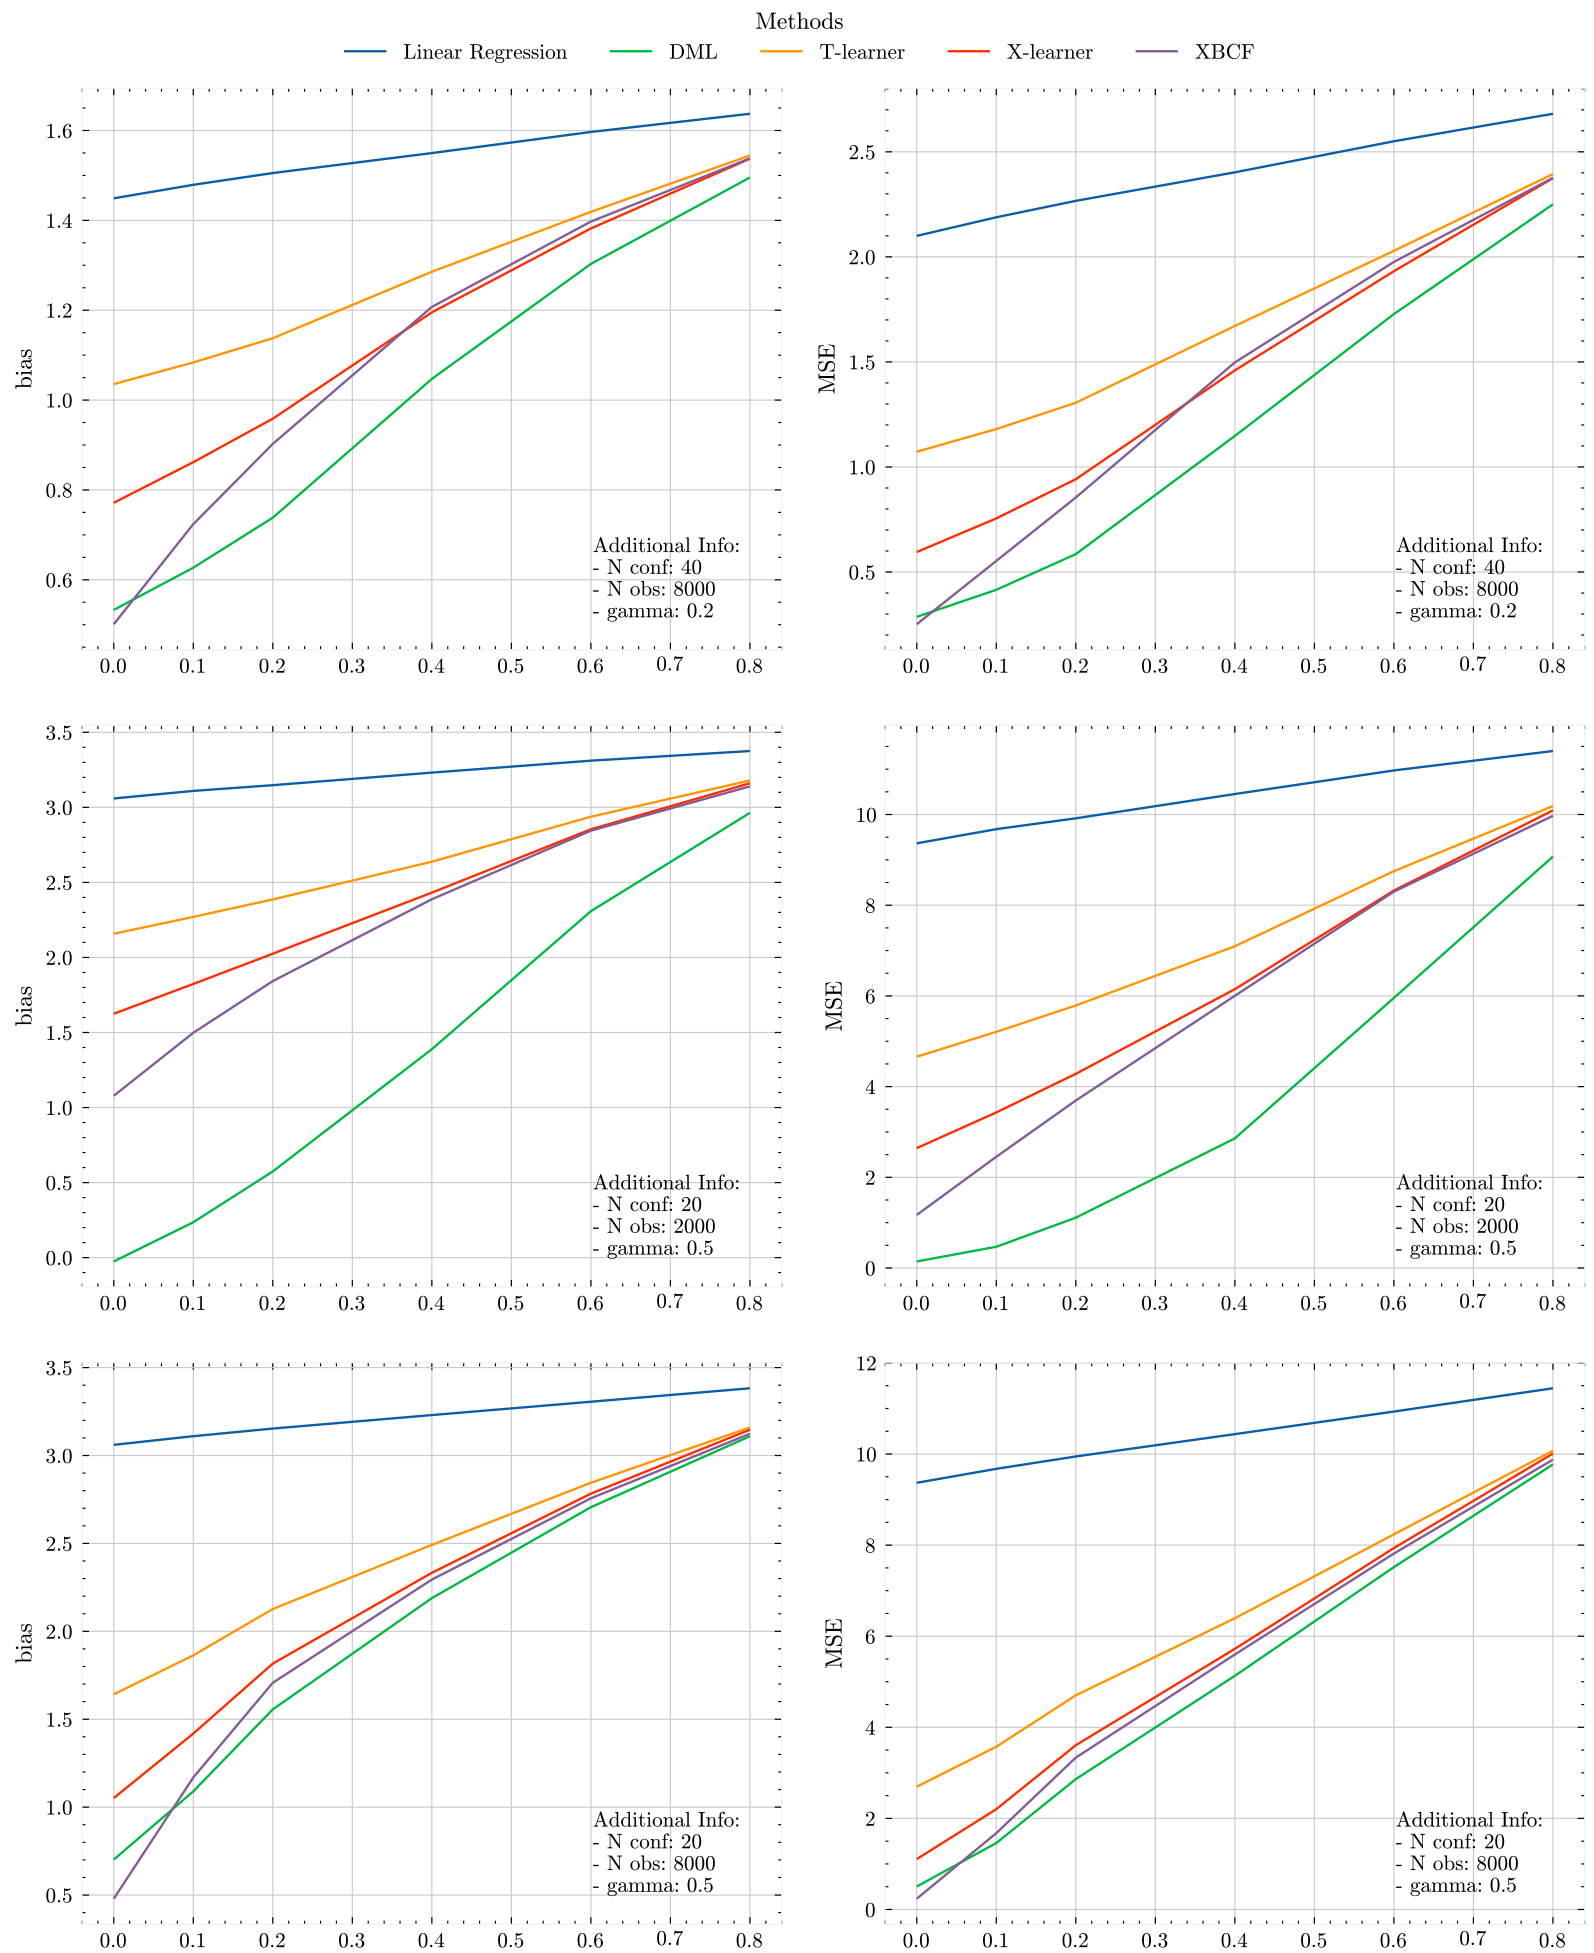 Methods
Linear Regression DML T-learner X-learner XBCF
bias
1.6
1.4
1.2
1.0
0.8
0.6
Additional Info:
- N conf: 40
- N obs: 8000
- gamma: 0.2
0.0 0.1 0.2 0.3 0.4 0.5 0.6 0.7 0.8
MSE
2.5
2.0
1.5
1.0
0.5
Additional Info:
- N conf: 40
- N obs: 8000
- gamma: 0.2
0.0 0.1 0.2 0.3 0.4 0.5 0.6 0.7 0.8
bias
3.5
3.0
2.5
2.0
1.5
1.0
0.5
0.0
Additional Info:
- N conf: 20
- N obs: 2000
- gamma: 0.5
0.0 0.1 0.2 0.3 0.4 0.5 0.6 0.7 0.8
MSE
10
8
6
4
2
0
Additional Info:
- N conf: 20
- N obs: 2000
- gamma: 0.5
0.0 0.1 0.2 0.3 0.4 0.5 0.6 0.7 0.8
bias
3.5
3.0
2.5
2.0
1.5
1.0
0.5
Additional Info:
- N conf: 20
- N obs: 8000
- gamma: 0.5
0.0 0.1 0.2 0.3 0.4 0.5 0.6 0.7 0.8
MSE
12
10
8
6
4
2
0
Additional Info:
- N conf: 20
- N obs: 8000
- gamma: 0.5
0.0 0.1 0.2 0.3 0.4 0.5 0.6 0.7 0.8